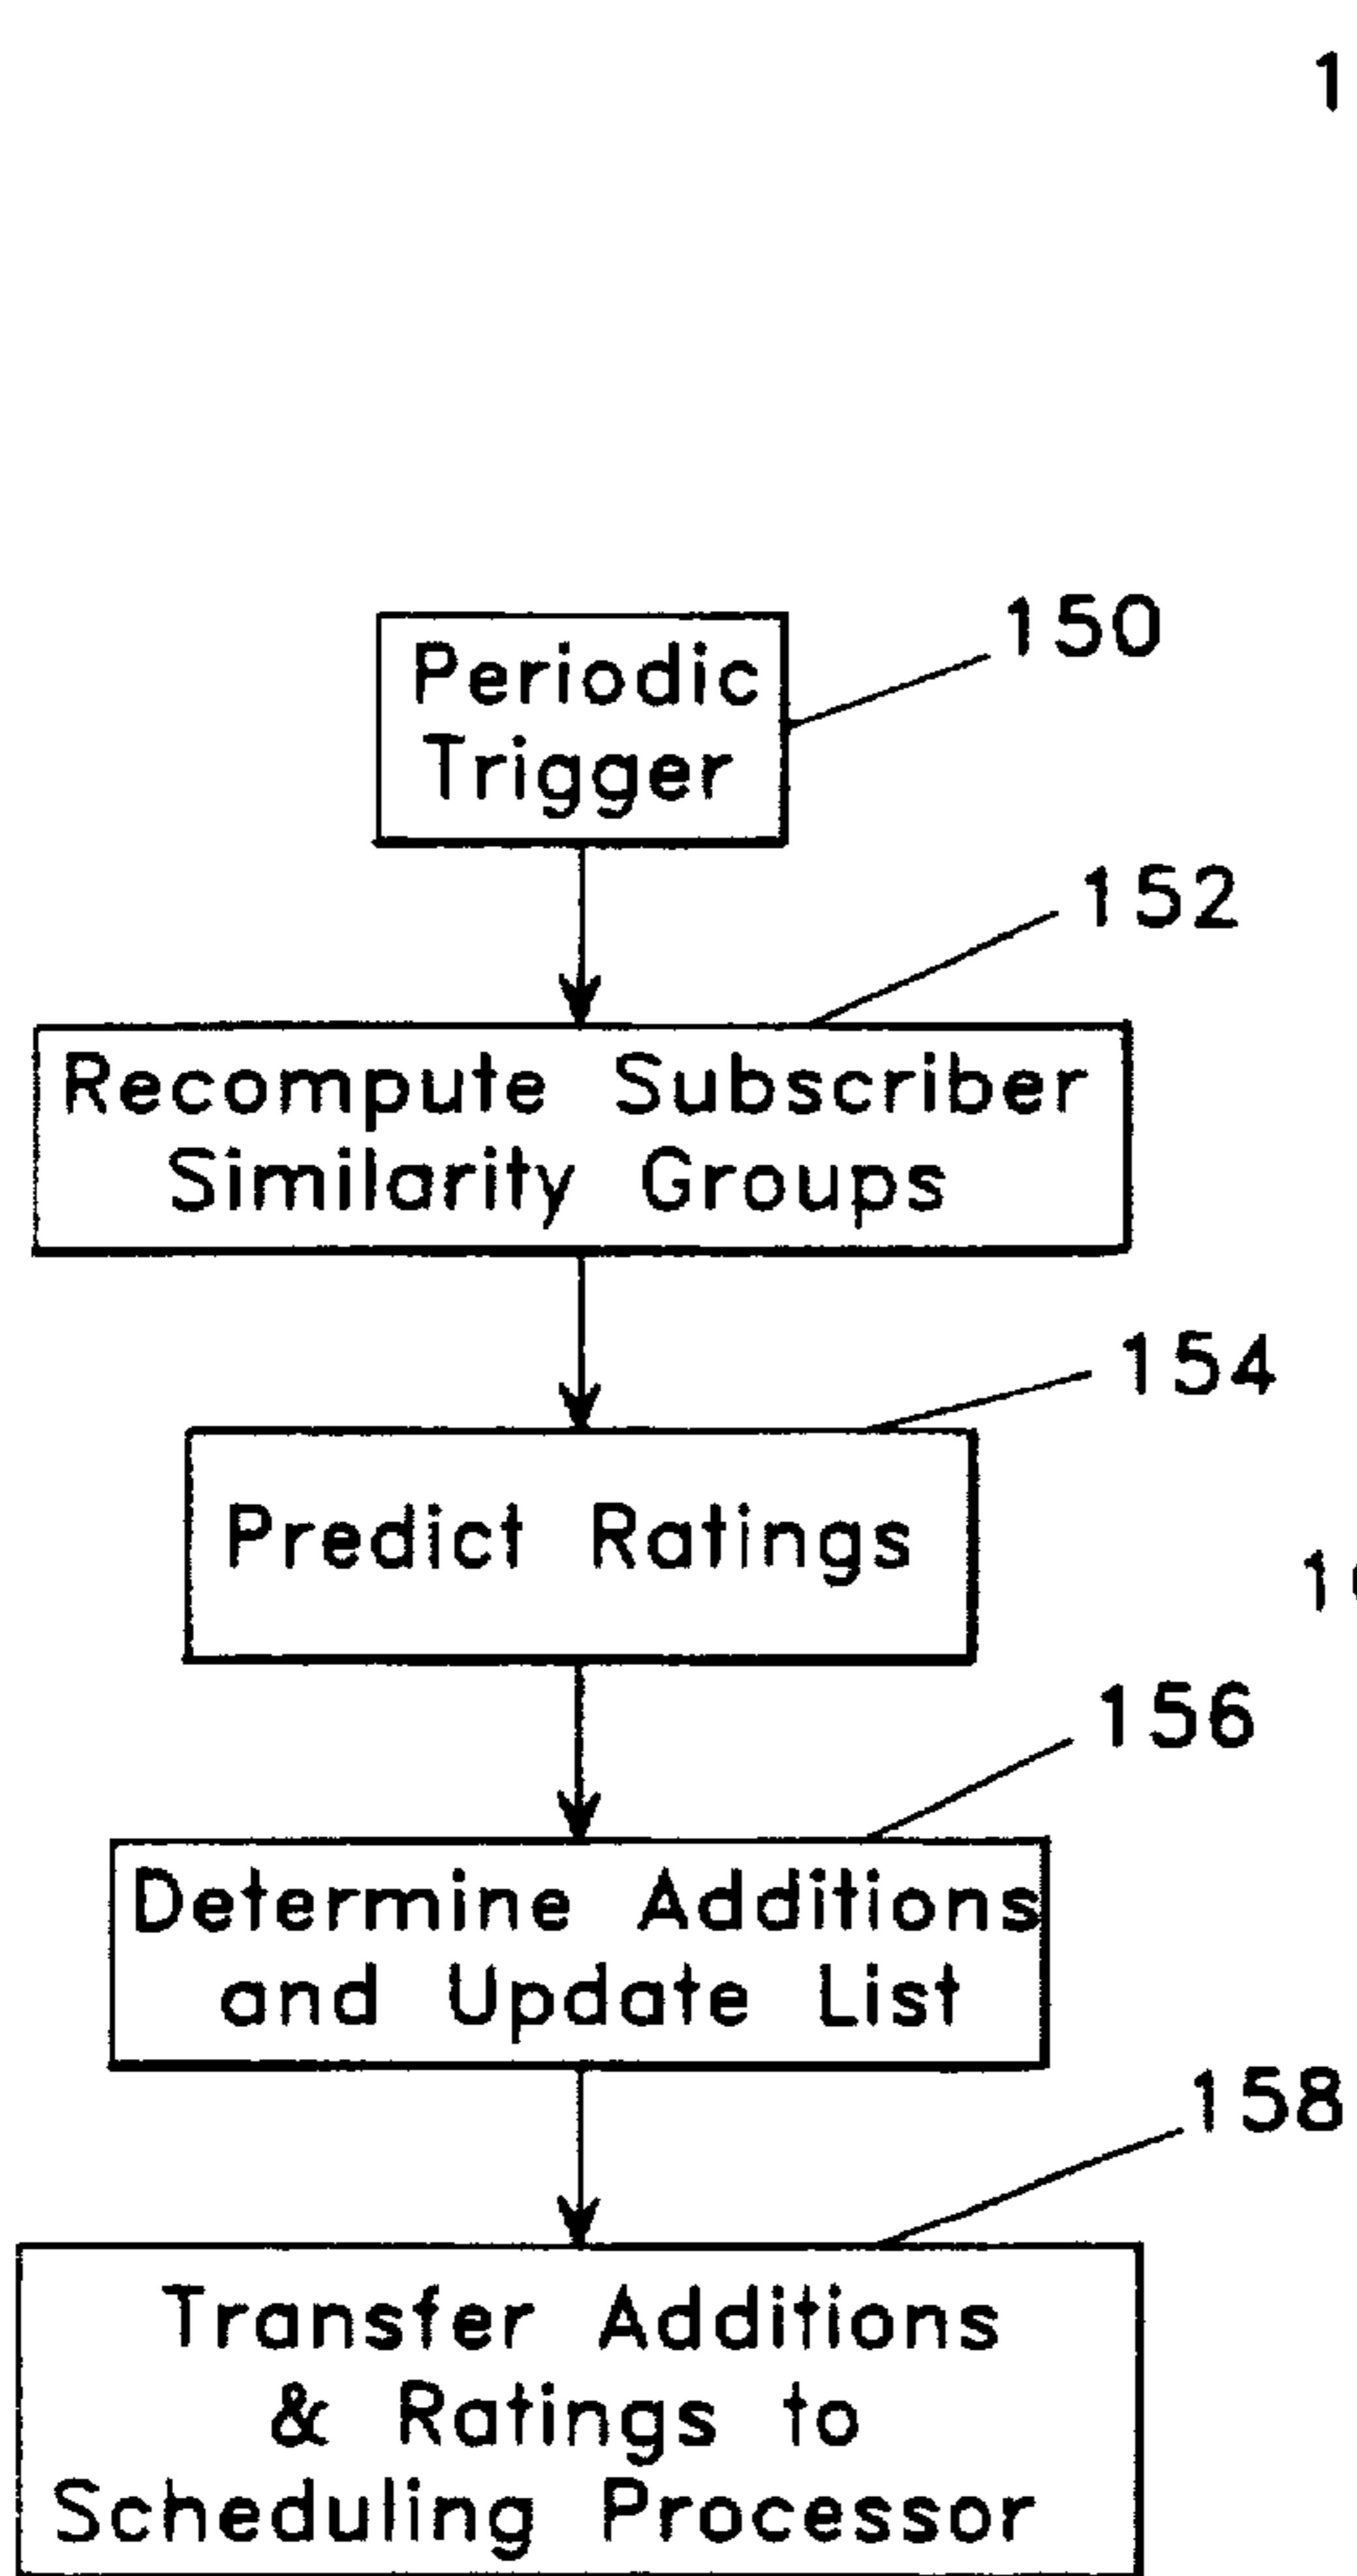 150
Periodic
Trigger
152
Recompute Subscriber
Similarity Groups
154
Predict Ratings
156
Determine Additions
and Update List
158
Transfer Additions
& Ratings to
Scheduling Processor